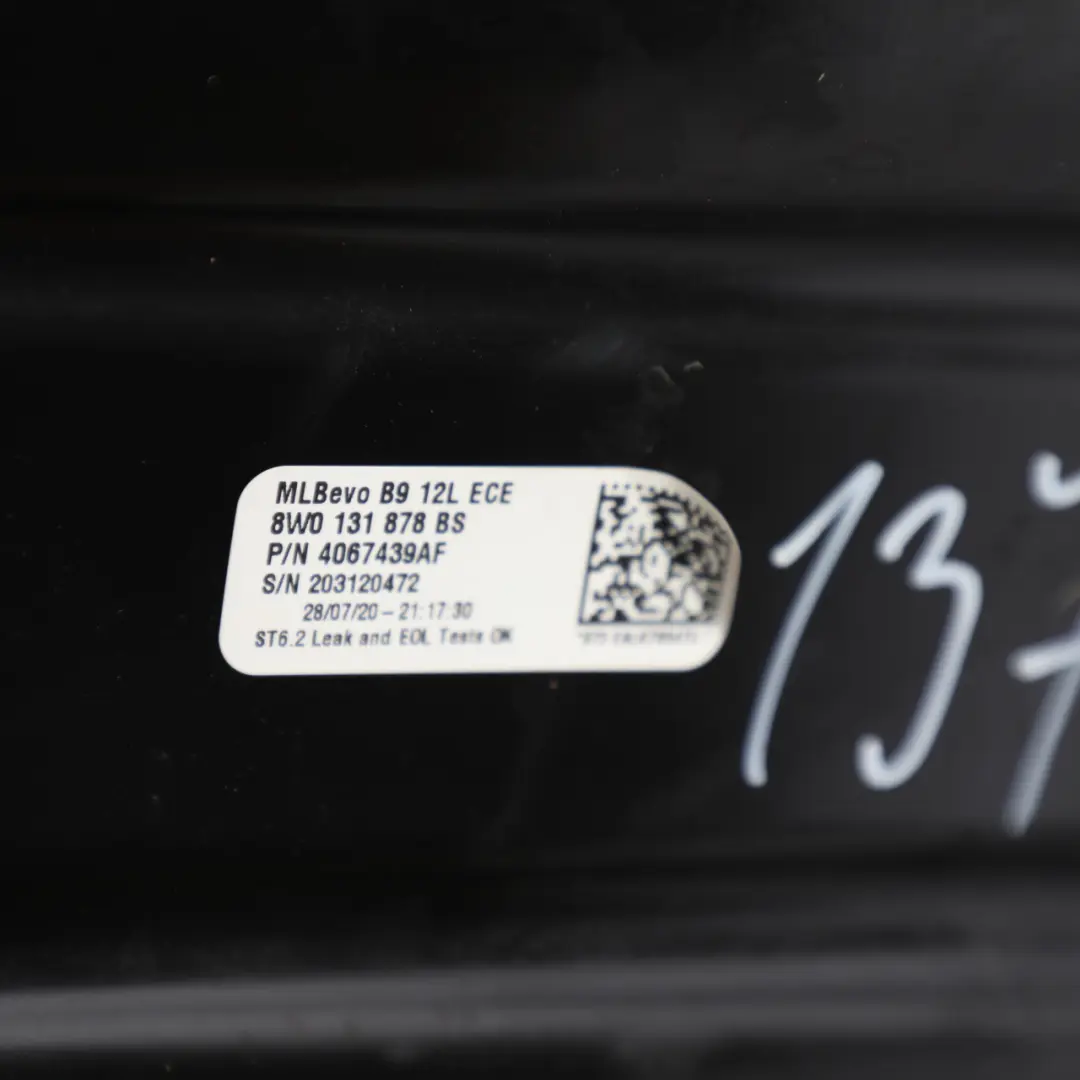 MLBevo B9 12L ECE
8W0 131 878 BS
P/N 4067439AF
S/N 203120472
28/07/20 – 21:17:30
ST6.2 Leak and EOL Tests OK
137